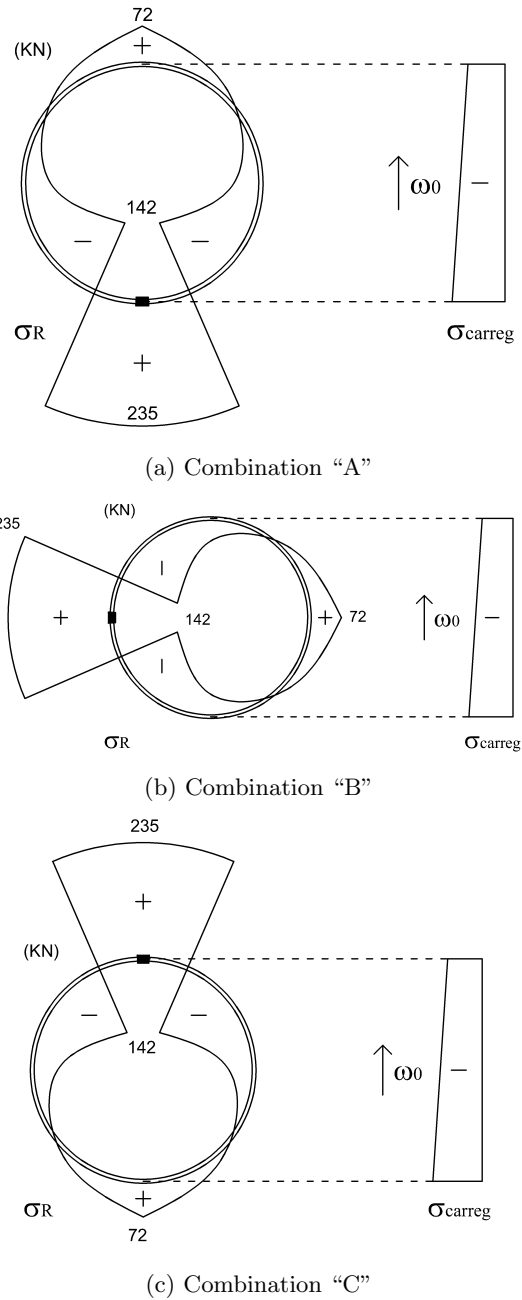 72
(KN)
+
ω0
−
142
− −
σR
σcarreg
+
235
(a) Combination “A”
235
(KN)
−
+
142
+
72
ω0
−
−
σR
σcarreg
(b) Combination “B”
235
+
(KN)
− −
142
ω0
−
+
σR
σcarreg
72
(c) Combination “C”